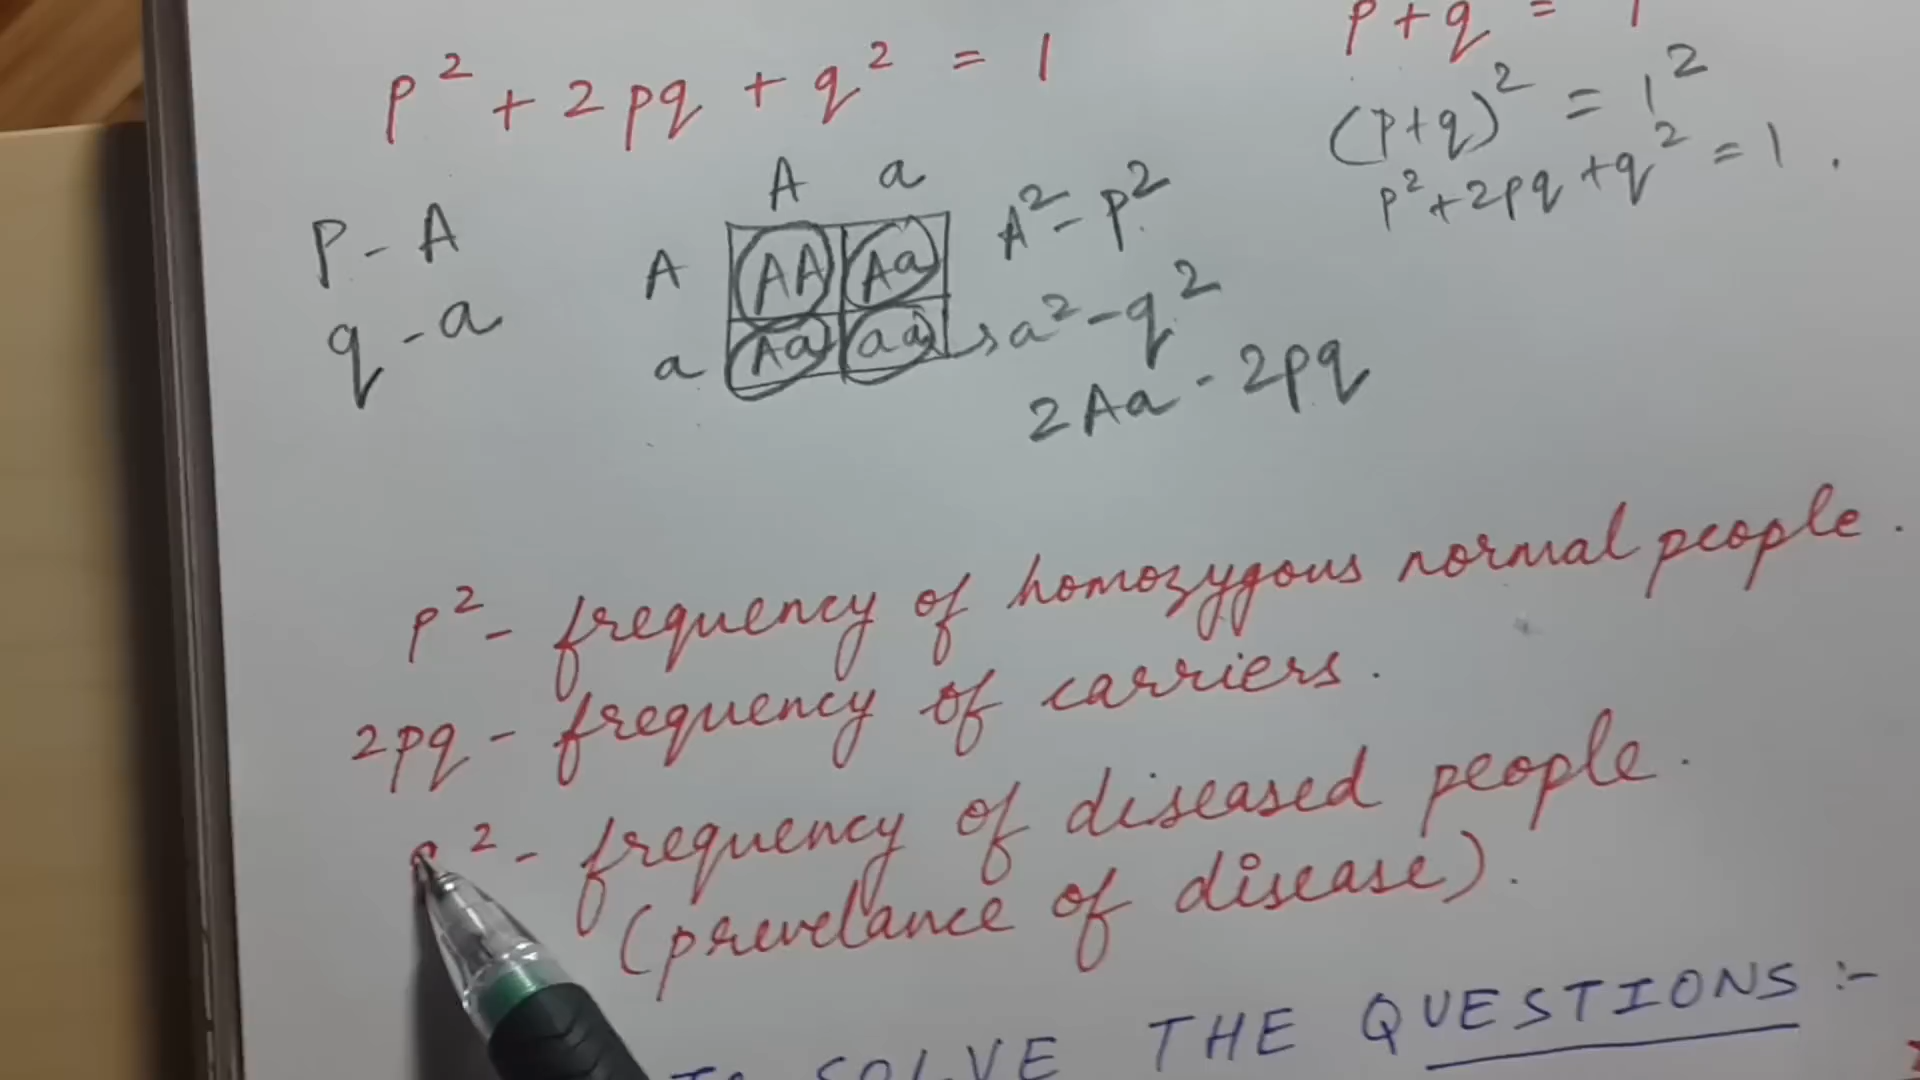 p² + 2pq + q² = 1
p + q = 1
(p+q)² = 1²
p² + 2pq + q² = 1 .
P - A
q - a
A a
A AA Aa
a Aa aa
A² - p²
a² - q²
2Aa - 2pq
p² - frequency of homozygous normal people.
2pq - frequency of carriers.
² - frequency of diseased people.
(prevelance of disease).
SOLVE THE QUESTIONS :-